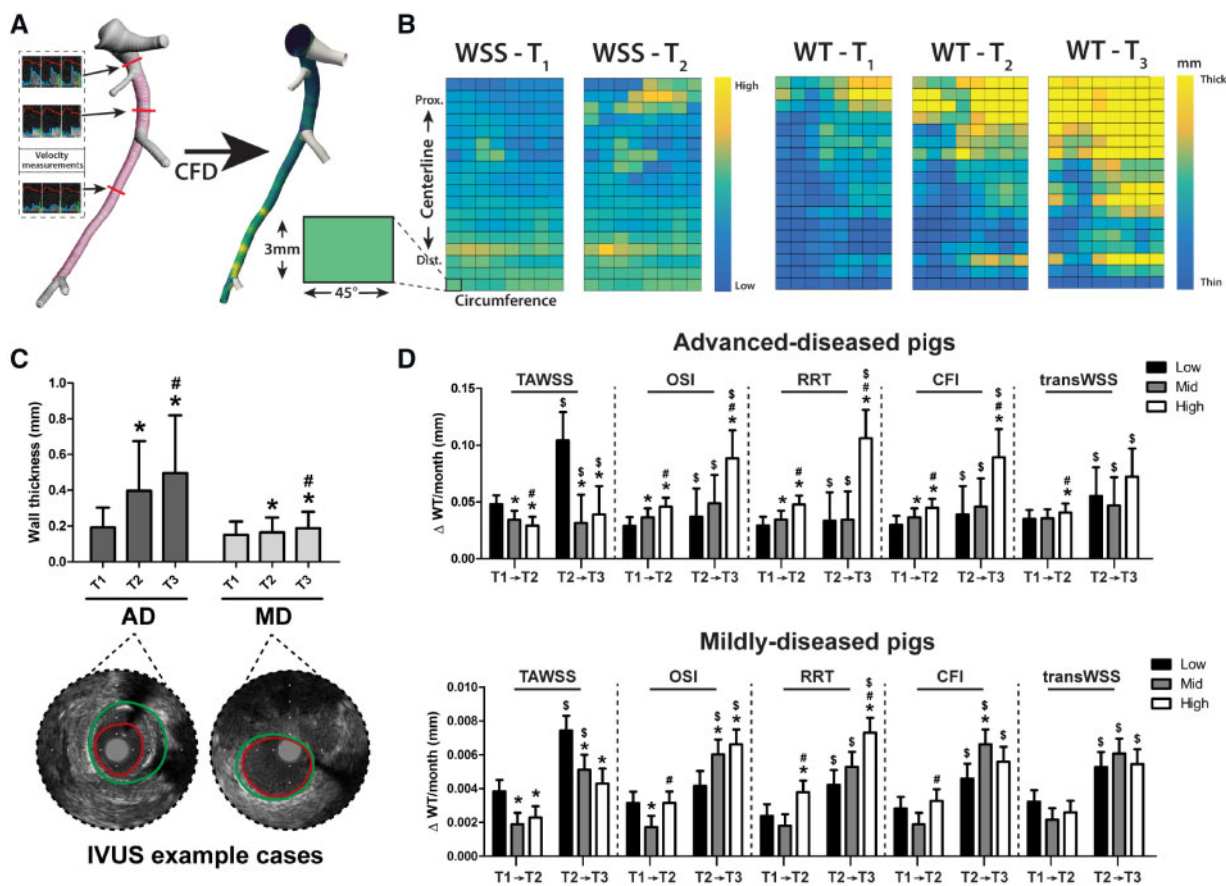 A
Velocity
measurements
CFD
3mm
45°
B
WSS - T1
WSS - T2
WT - T1
WT - T2
WT - T3
mm
Prox.
Centerline
Dist.
Circumference
High
Low
Thick
Thin
C
Wall thickness (mm)
1.0
0.8
0.6
0.4
0.2
0.0
*
#
*
*
#
*
T1
T2
T3
T1
T2
T3
AD
MD
IVUS example cases
D
Advanced-diseased pigs
TAWSS
OSI
RRT
CFI
transWSS
Low
Mid
High
Δ WT/month (mm)
0.15
0.10
0.05
0.00
* # * $ $ * $ *
* # * $ $ $ # *
* # * $ $ $ # *
* # * $ $ $ # *
# * $ $ $
T1→T2
T2→T3
T1→T2
T2→T3
T1→T2
T2→T3
T1→T2
T2→T3
T1→T2
T2→T3
Mildly-diseased pigs
TAWSS
OSI
RRT
CFI
transWSS
Low
Mid
High
Δ WT/month (mm)
0.010
0.008
0.006
0.004
0.002
0.000
* * $ $ * *
* # $ * $ *
# * $ $ $ # *
# $ $ * $
$ $ $
T1→T2
T2→T3
T1→T2
T2→T3
T1→T2
T2→T3
T1→T2
T2→T3
T1→T2
T2→T3